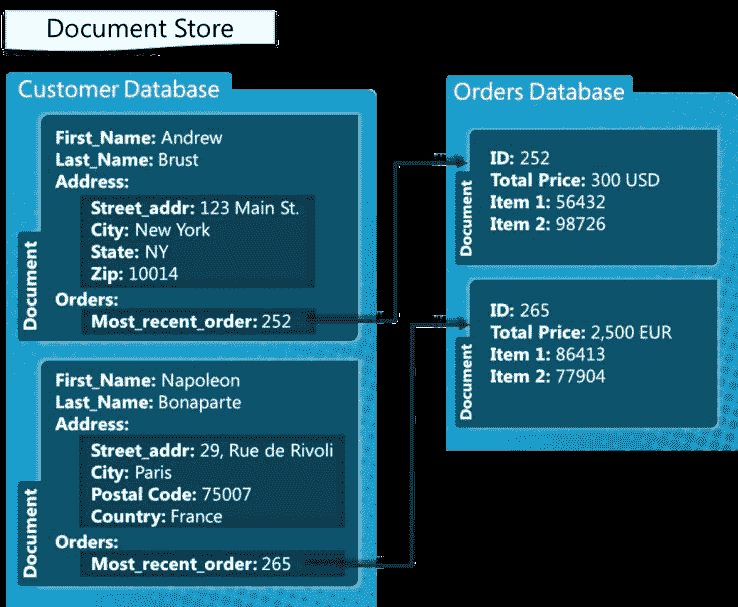 Document Store
Customer Database
First_Name: Andrew
Last_Name: Brust
Address:
Street_addr: 123 Main St.
City: New York
State: NY
Zip: 10014
Orders:
Most_recent_order: 252
Document
First_Name: Napoleon
Last_Name: Bonaparte
Address:
Street_addr: 29, Rue de Rivoli
City: Paris
Postal Code: 75007
Country: France
Orders:
Most_recent_order: 265
Document
Orders Database
ID: 252
Total Price: 300 USD
Item 1: 56432
Item 2: 98726
Document
ID: 265
Total Price: 2,500 EUR
Item 1: 86413
Item 2: 77904
Document